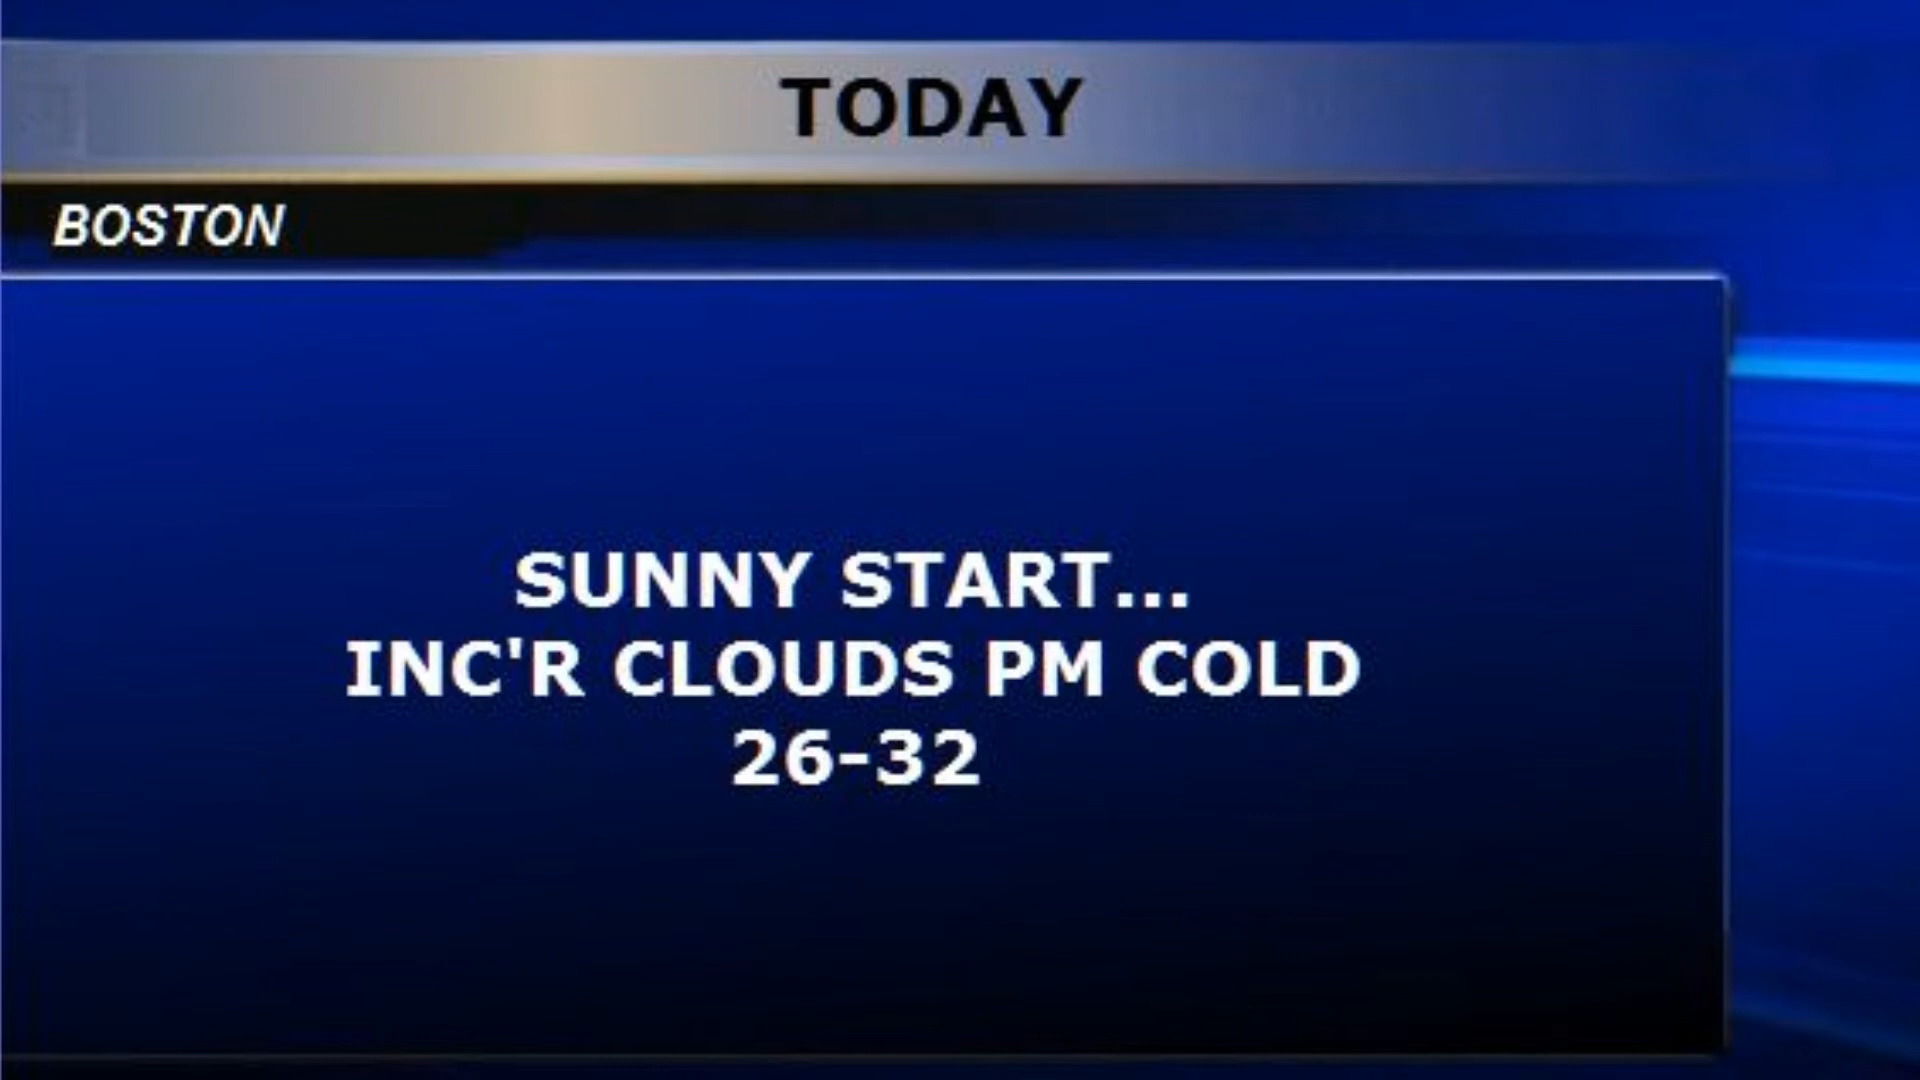 TODAY
BOSTON
SUNNY START...
INC'R CLOUDS PM COLD
26-32